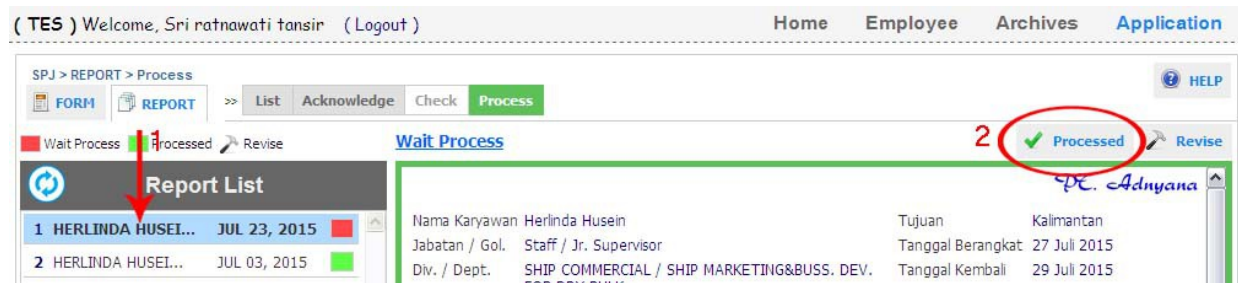 ( TES ) Welcome, Sri ratnawati tansir ( Logout ) Home Employee Archives Application
SPJ > REPORT > Process
HELP
FORM REPORT >> List Acknowledge Check Process
Wait Process Processed Revise
1
Wait Process
2 Processed Revise
Report List
PT. Adnyana
1 HERLINDA HUSEI... JUL 23, 2015
2 HERLINDA HUSEI... JUL 03, 2015
Nama Karyawan Herlinda Husein Tujuan Kalimantan
Jabatan / Gol. Staff / Jr. Supervisor Tanggal Berangkat 27 Juli 2015
Div. / Dept. SHIP COMMERCIAL / SHIP MARKETING&BUSS. DEV. Tanggal Kembali 29 Juli 2015